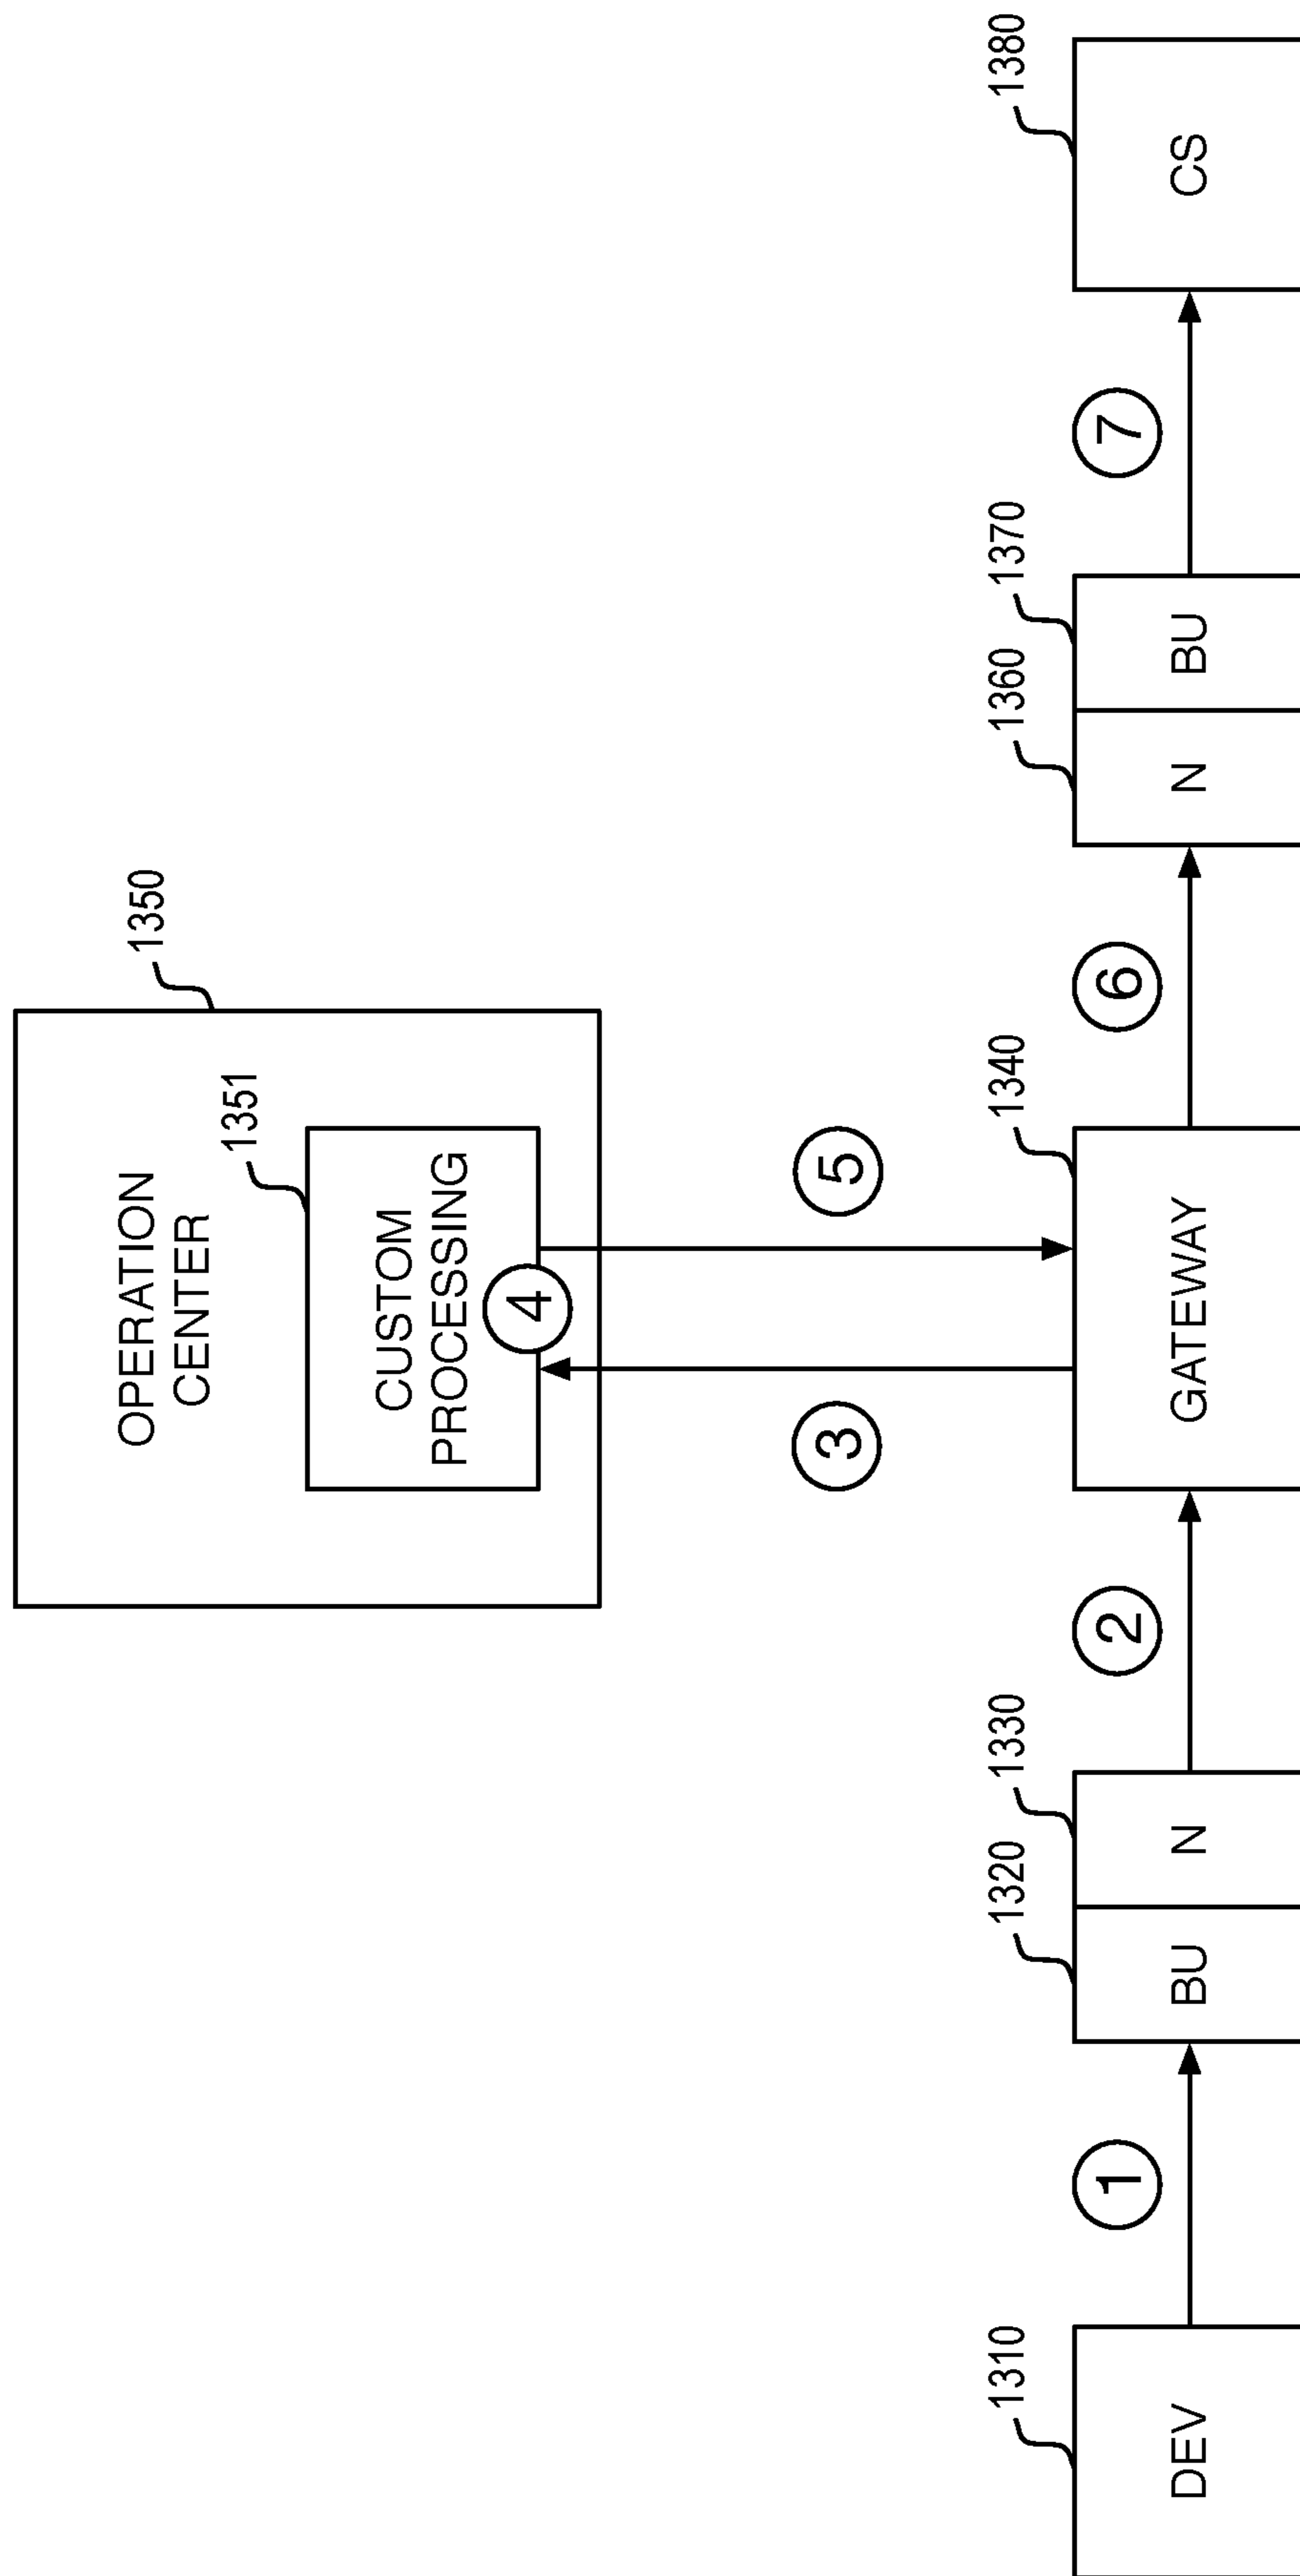 OPERATION
CENTER
1350
1351
CUSTOM
PROCESSING
4
3
5
1310
1320
1330
1340
1360
1370
1380
1
2
6
7
DEV
BU
N
GATEWAY
N
BU
CS